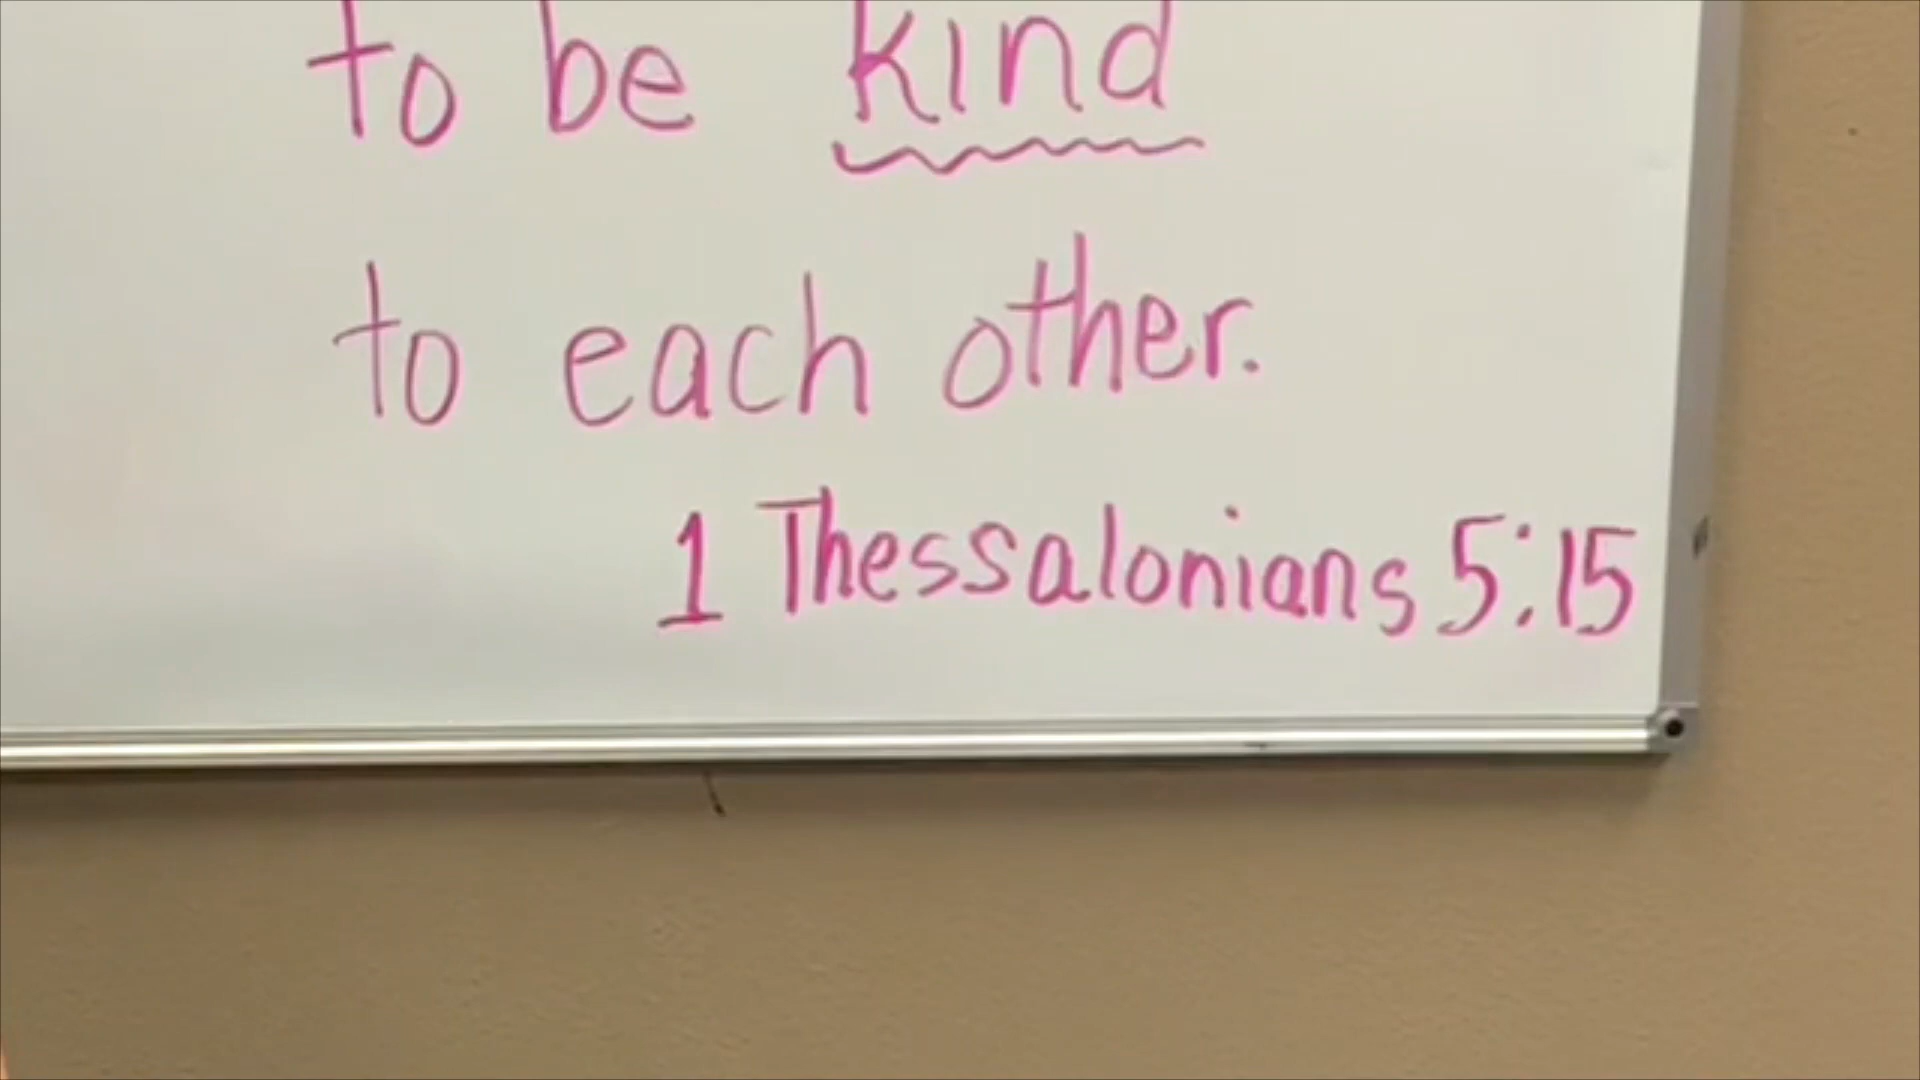 to be kind
to each other.
1 Thessalonians 5:15